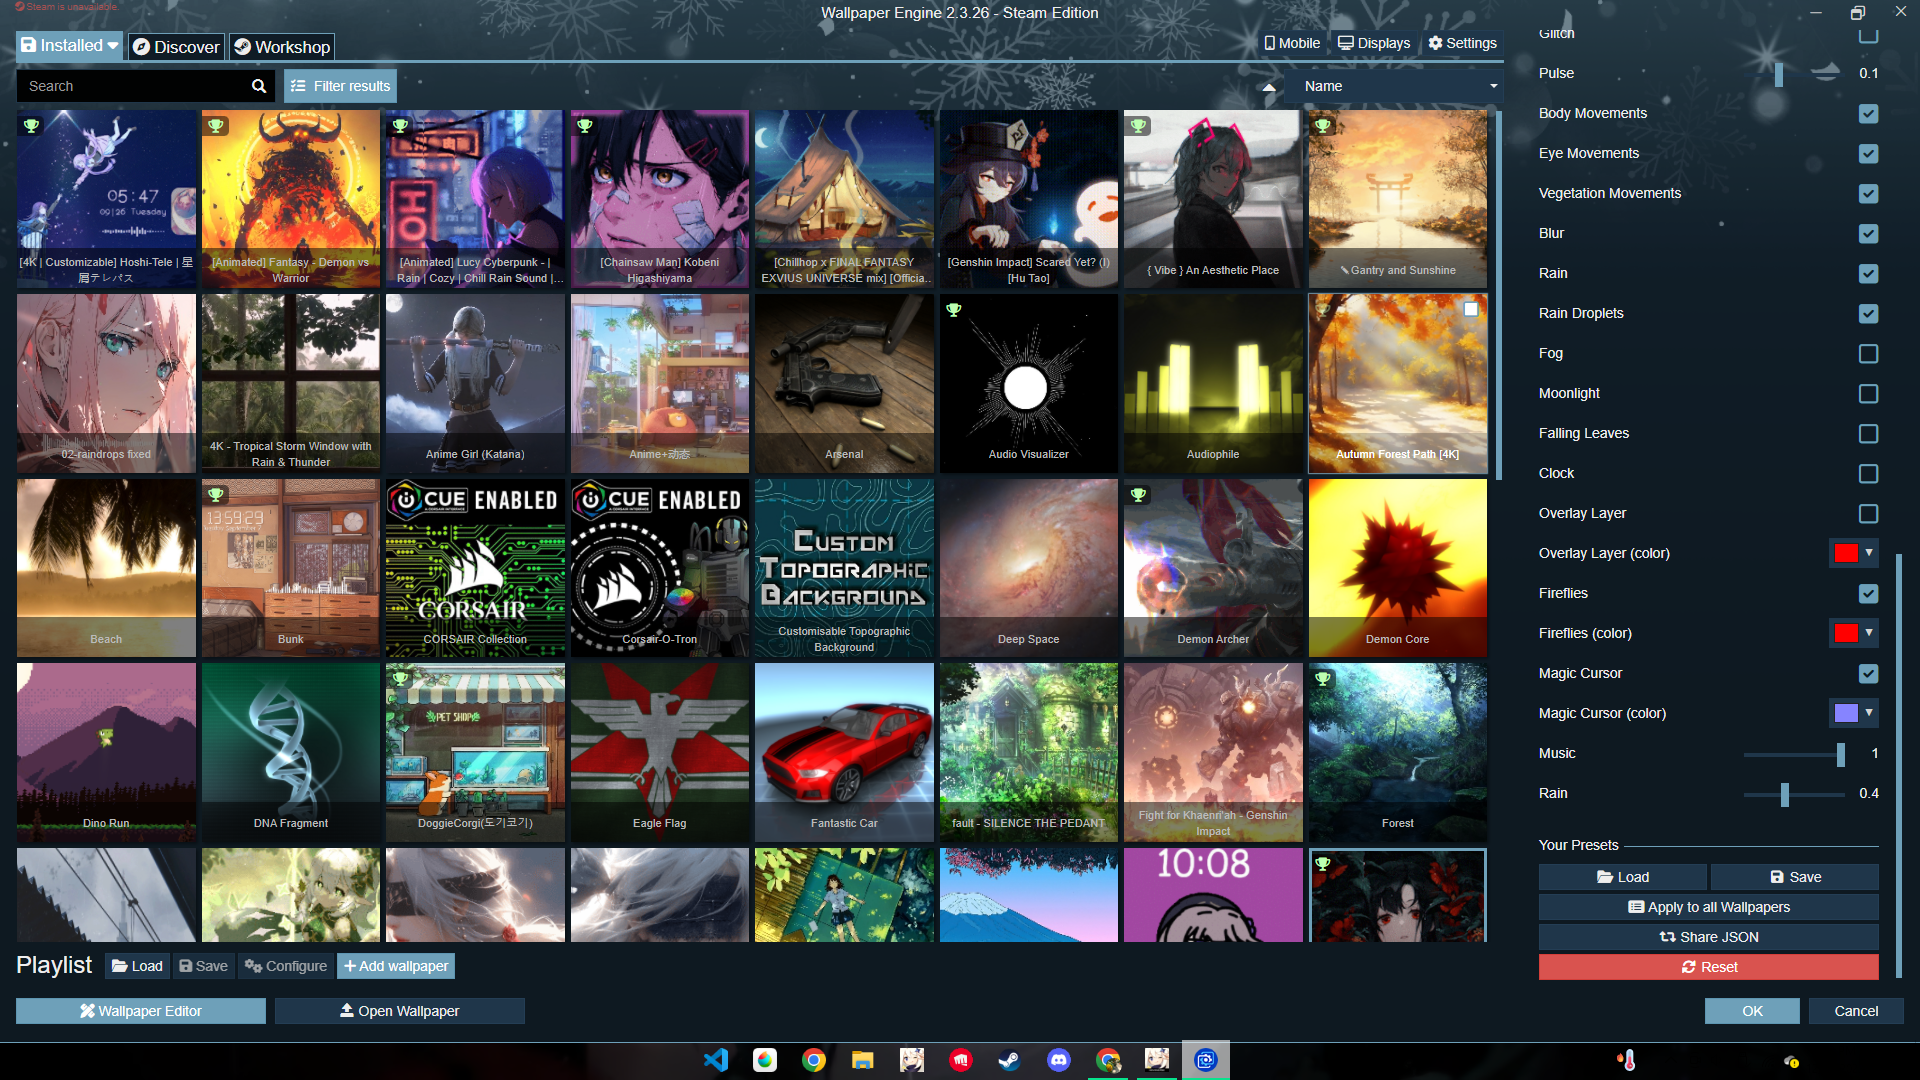 Steam is unavailable.
Wallpaper Engine 2.3.26 - Steam Edition
Installed
Discover
Workshop
Mobile
Displays
Settings
Search
Filter results
Name
05:47
09|26 Tuesday
[4K | Customizable] Hoshi-Tele | 星
屑テレパス
[Animated] Fantasy - Demon vs
Warrior
HO
[Animated] Lucy Cyberpunk - |
Rain | Cozy | Chill Rain Sound |...
[Chainsaw Man] Kobeni
Higashiyama
[Chillhop x FINAL FANTASY
EXVIUS UNIVERSE mix] [Officia...
[Genshin Impact] Scared Yet? (I)
[Hu Tao]
{ Vibe } An Aesthetic Place
Gantry and Sunshine
02-raindrops fixed
4K - Tropical Storm Window with
Rain & Thunder
Anime Girl (Katana)
Anime+动态
Arsenal
Audio Visualizer
Audiophile
Autumn Forest Path [4K]
Beach
13:59:29
Bunk
CUE ENABLED
CORSAIR
CORSAIR Collection
CUE ENABLED
Corsair-O-Tron
Custom
Topographic
Background
Customisable Topographic
Background
Deep Space
Demon Archer
Demon Core
Dino Run
DNA Fragment
PET SHOP
DoggieCorgi(도기코기)
Eagle Flag
Fantastic Car
fault - SILENCE THE PEDANT
Fight for Khaenri'ah - Genshin
Impact
Forest
10:08
Playlist
Load
Save
Configure
Add wallpaper
Wallpaper Editor
Open Wallpaper
Glitch
Pulse
0.1
Body Movements
Eye Movements
Vegetation Movements
Blur
Rain
Rain Droplets
Fog
Moonlight
Falling Leaves
Clock
Overlay Layer
Overlay Layer (color)
Fireflies
Fireflies (color)
Magic Cursor
Magic Cursor (color)
Music
1
Rain
0.4
Your Presets
Load
Save
Apply to all Wallpapers
Share JSON
Reset
OK
Cancel